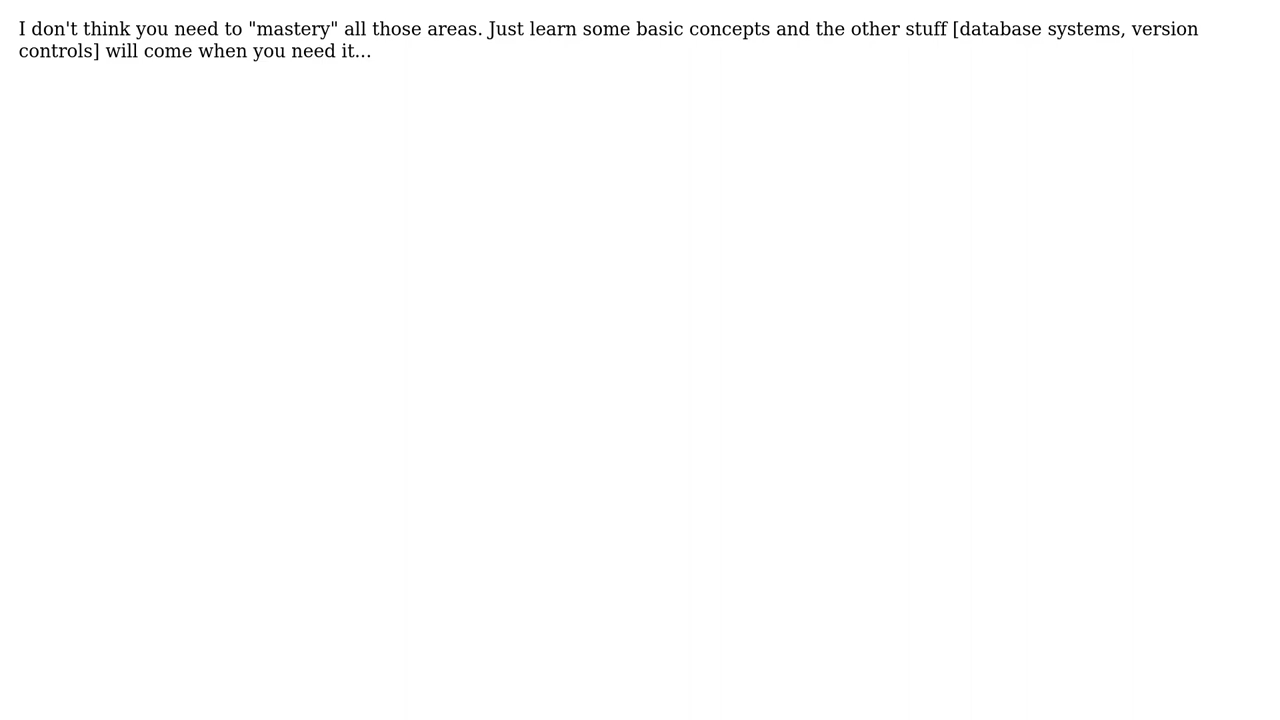 I don't think you need to "mastery" all those areas. Just learn some basic concepts and the other stuff [database systems, version
controls] will come when you need it...